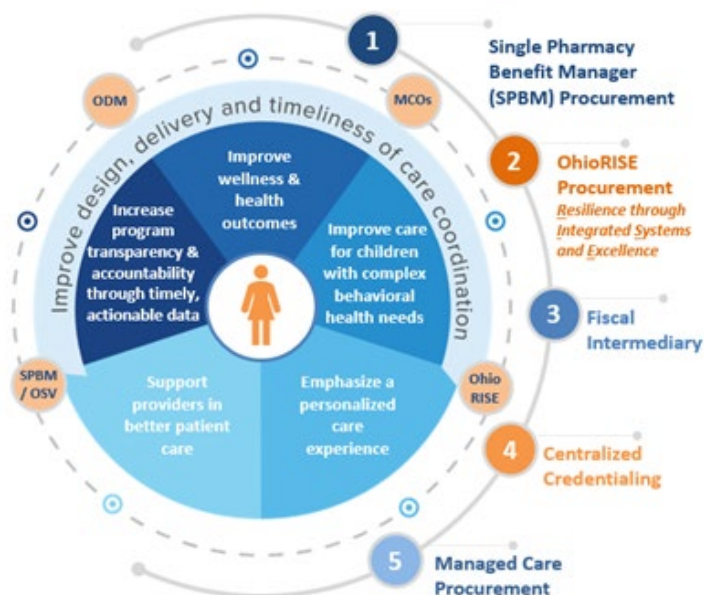 1
Single Pharmacy
Benefit Manager
(SPBM) Procurement
ODM
MCOs
Improve design, delivery and timeliness of care coordination
2
OhioRISE
Procurement
Resilience through
Integrated Systems
and Excellence
Improve
wellness &
health
outcomes
Increase
program
transparency &
accountability
through timely,
actionable data
Improve care
for children
with complex
behavioral
health needs
3
Fiscal
Intermediary
SPBM
/ OSV
Ohio
RISE
Support
providers in
better patient
care
Emphasize a
personalized
care
experience
4
Centralized
Credentialing
5
Managed Care
Procurement